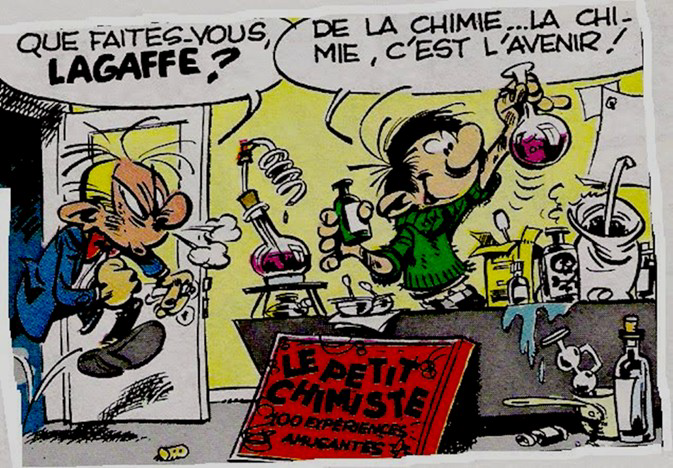 QUE FAITES-VOUS,
LAGAFFE ?
DE LA CHIMIE...LA CHI-
MIE, C'EST L'AVENIR !
LE PETIT
CHIMISTE
100 EXPÉRIENCES
AMUSANTES